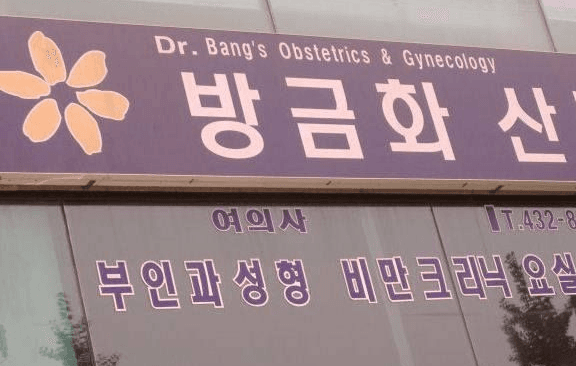 Dr. Bang's Obstetrics & Gynecology
방금화 산
여의사 T.432-8
부인과성형 비만크리닉 요실